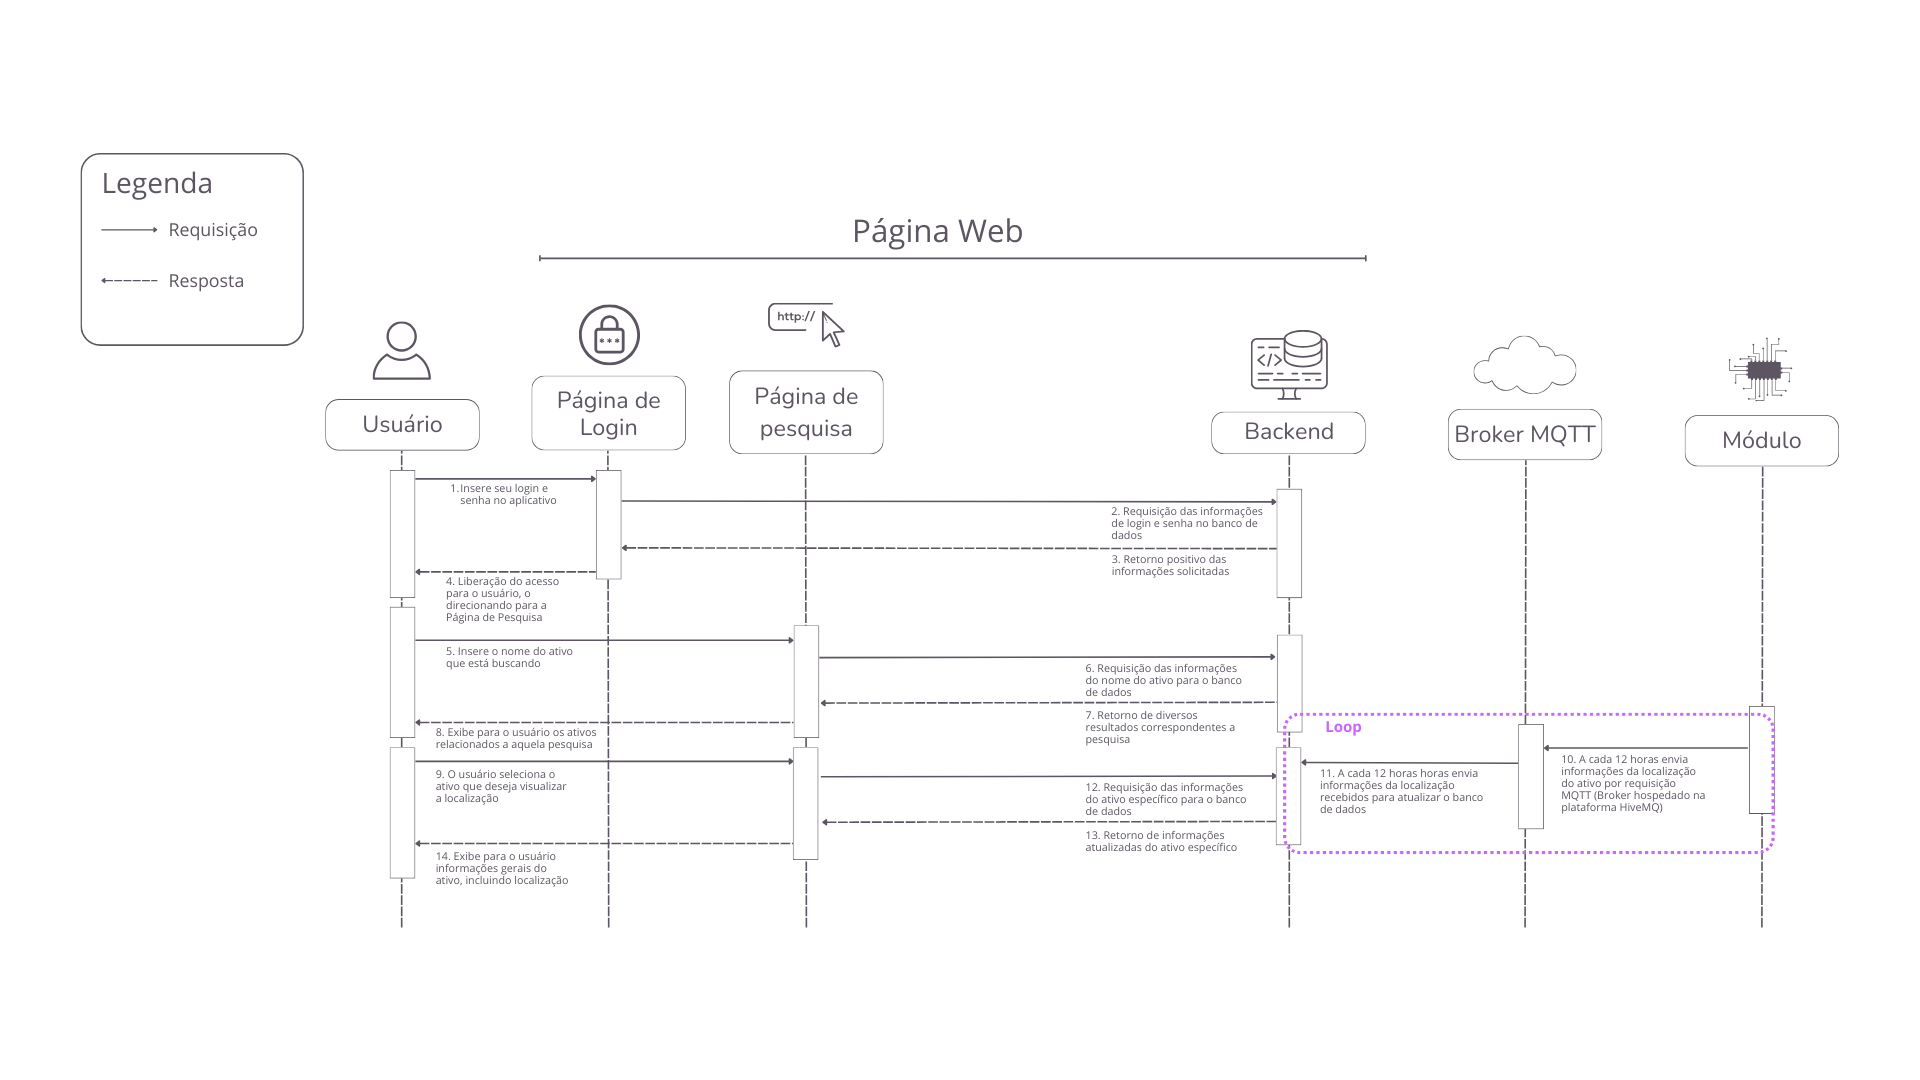 Legenda
Requisição
Resposta
Página Web
http://
***
Usuário
Página de
Login
Página de
pesquisa
Backend
Broker MQTT
Módulo
1.Insere seu login e
senha no aplicativo
2. Requisição das informações
de login e senha no banco de
dados
3. Retorno positivo das
informações solicitadas
4. Liberação do acesso
para o usuário, o
direcionando para a
Página de Pesquisa
5. Insere o nome do ativo
que está buscando
6. Requisição das informações
do nome do ativo para o banco
de dados
7. Retorno de diversos
resultados correspondentes a
pesquisa
8. Exibe para o usuário os ativos
relacionados a aquela pesquisa
Loop
9. O usuário seleciona o
ativo que deseja visualizar
a localização
10. A cada 12 horas envia
informações da localização
do ativo por requisição
MQTT (Broker hospedado na
plataforma HiveMQ)
11. A cada 12 horas horas envia
informações da localização
recebidos para atualizar o banco
de dados
12. Requisição das informações
do ativo específico para o banco
de dados
13. Retorno de informações
atualizadas do ativo específico
14. Exibe para o usuário
informações gerais do
ativo, incluindo localização